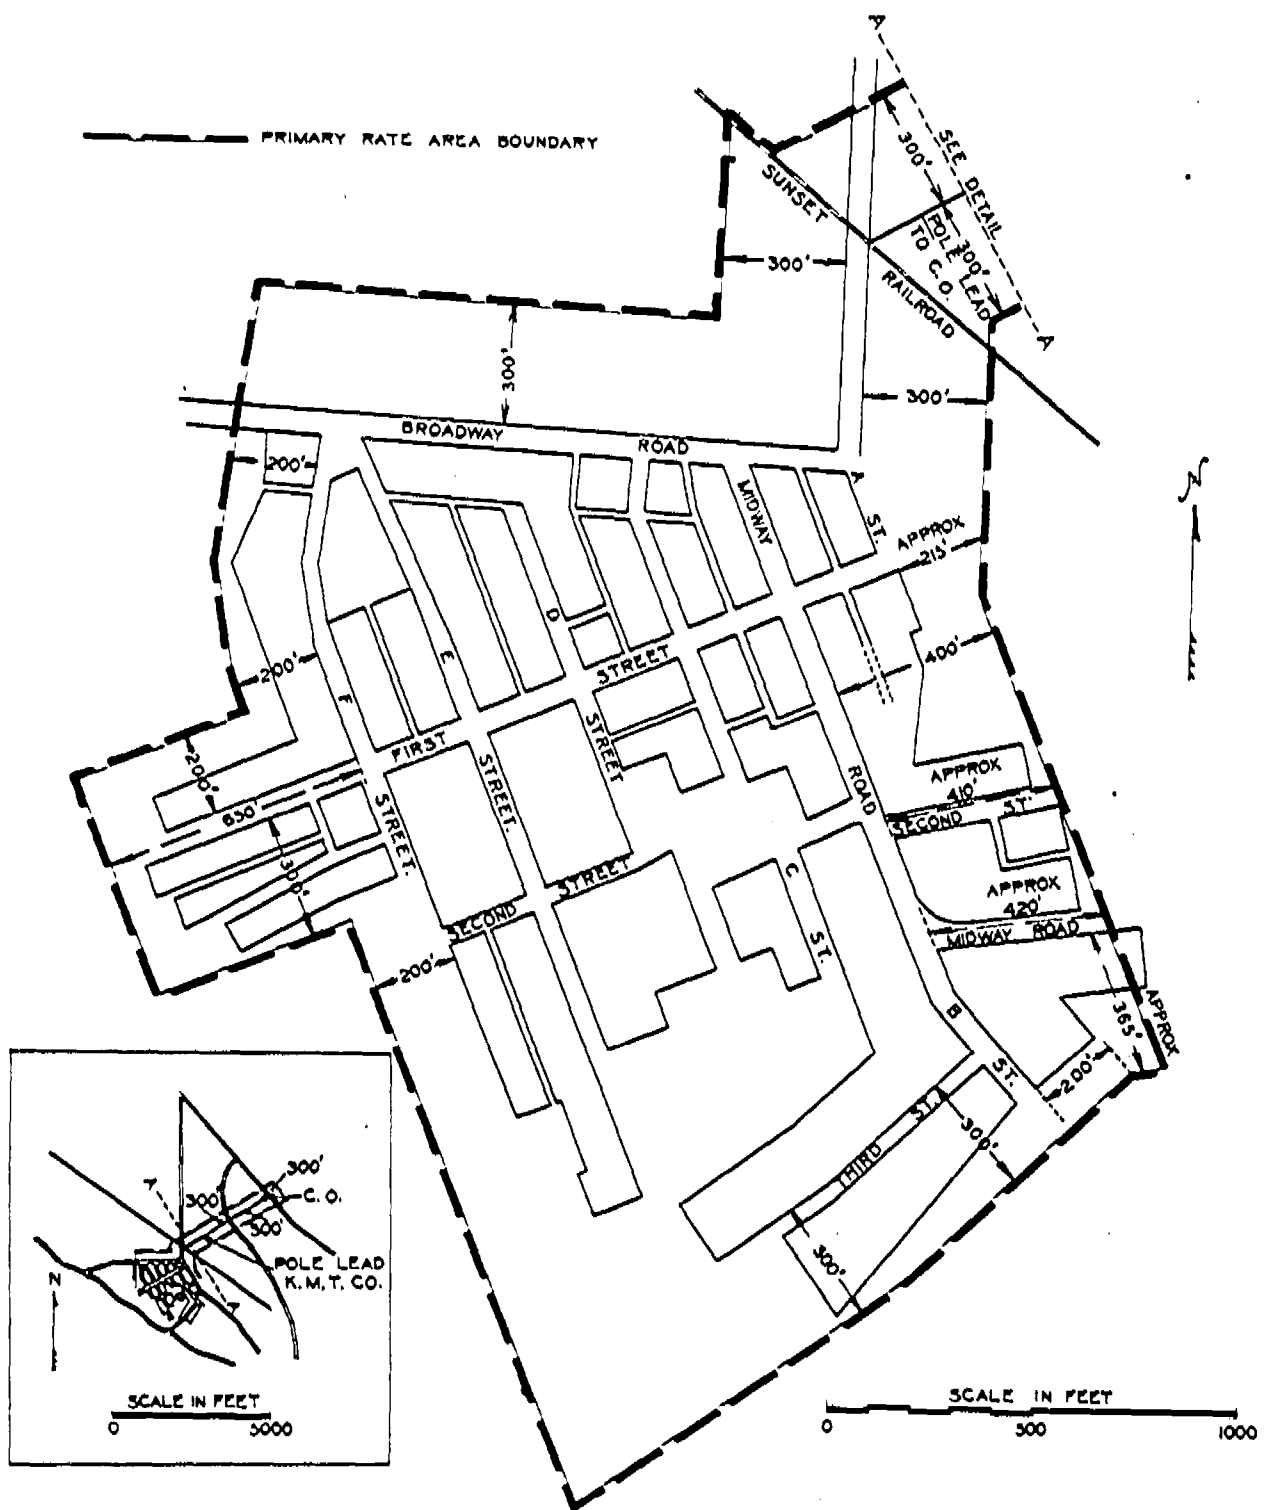 A
PRIMARY RATE AREA BOUNDARY
300'
SEE DETAIL
SUNSET
RAILROAD
300'
POLE LEAD
TO C.O.
300'
A
300'
300'
300'
BROADWAY
ROAD
200'
MIDWAY
A
ST.
APPROX
215'
N
D
STREET
E
400'
200'
F
FIRST
STREET
200'
650'
STREET.
STREET.
ROAD
APPROX
410'
SECOND
ST.
300'
SECOND
STREET
C
ST.
APPROX
420'
MIDWAY ROAD
200'
B
ST.
365'
APPROX
200'
THIRD
ST.
300'
300'
A
300'
300'
C.O.
300'
POLE LEAD
K.M.T. CO.
N
A
SCALE IN FEET
0 5000
SCALE IN FEET
0 500 1000